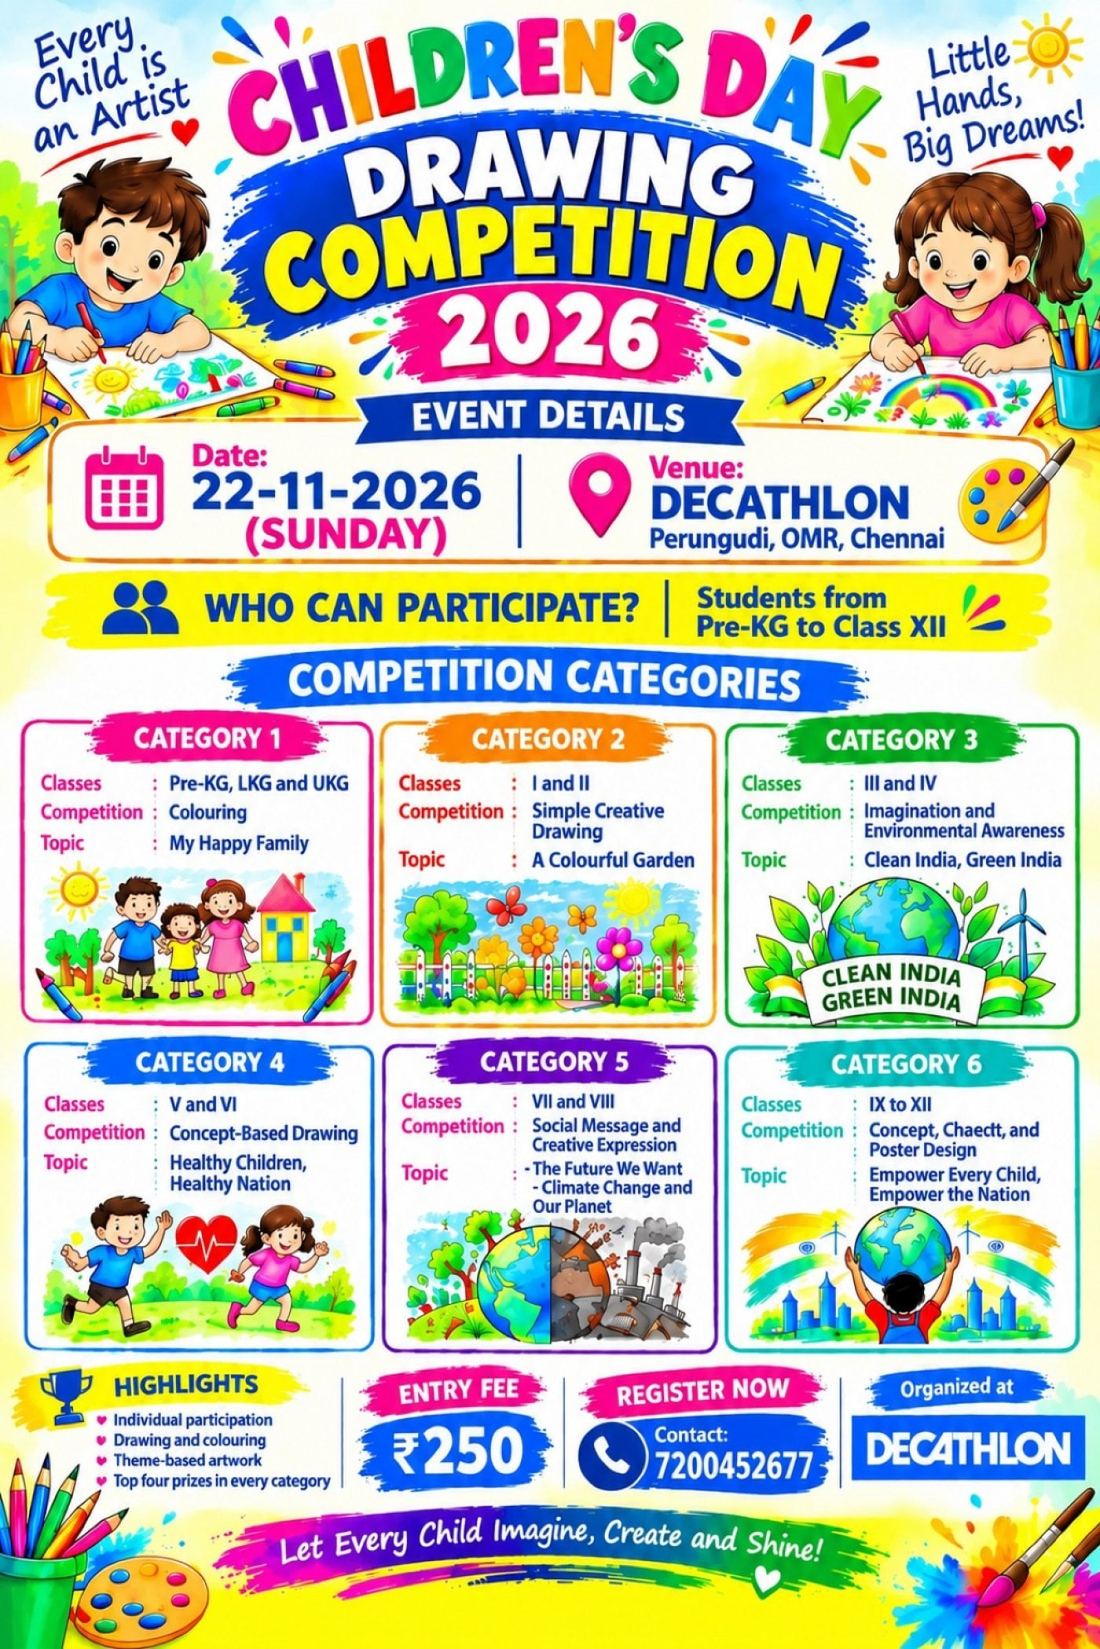 Every
Child is
an Artist
CHILDREN'S DAY
Little
Hands,
Big Dreams!
DRAWING
COMPETITION
2026
EVENT DETAILS
Date:
22-11-2026
(SUNDAY)
Venue:
DECATHLON
Perungudi, OMR, Chennai
WHO CAN PARTICIPATE?
Students from
Pre-KG to Class XII
COMPETITION CATEGORIES
CATEGORY 1
Classes : Pre-KG, LKG and UKG
Competition : Colouring
Topic : My Happy Family
CATEGORY 2
Classes : I and II
Competition : Simple Creative
Drawing
Topic : A Colourful Garden
CATEGORY 3
Classes : III and IV
Competition : Imagination and
Environmental Awareness
Topic : Clean India, Green India
CLEAN INDIA
GREEN INDIA
CATEGORY 4
Classes : V and VI
Competition : Concept-Based Drawing
Topic : Healthy Children,
Healthy Nation
CATEGORY 5
Classes : VII and VIII
Competition : Social Message and
Creative Expression
Topic : - The Future We Want
- Climate Change and
Our Planet
CATEGORY 6
Classes : IX to XII
Competition : Concept, Chaectt, and
Poster Design
Topic : Empower Every Child,
Empower the Nation
HIGHLIGHTS
Individual participation
Drawing and colouring
Theme-based artwork
Top four prizes in every category
ENTRY FEE
₹250
REGISTER NOW
Contact:
7200452677
Organized at
DECATHLON
Let Every Child Imagine, Create and Shine!